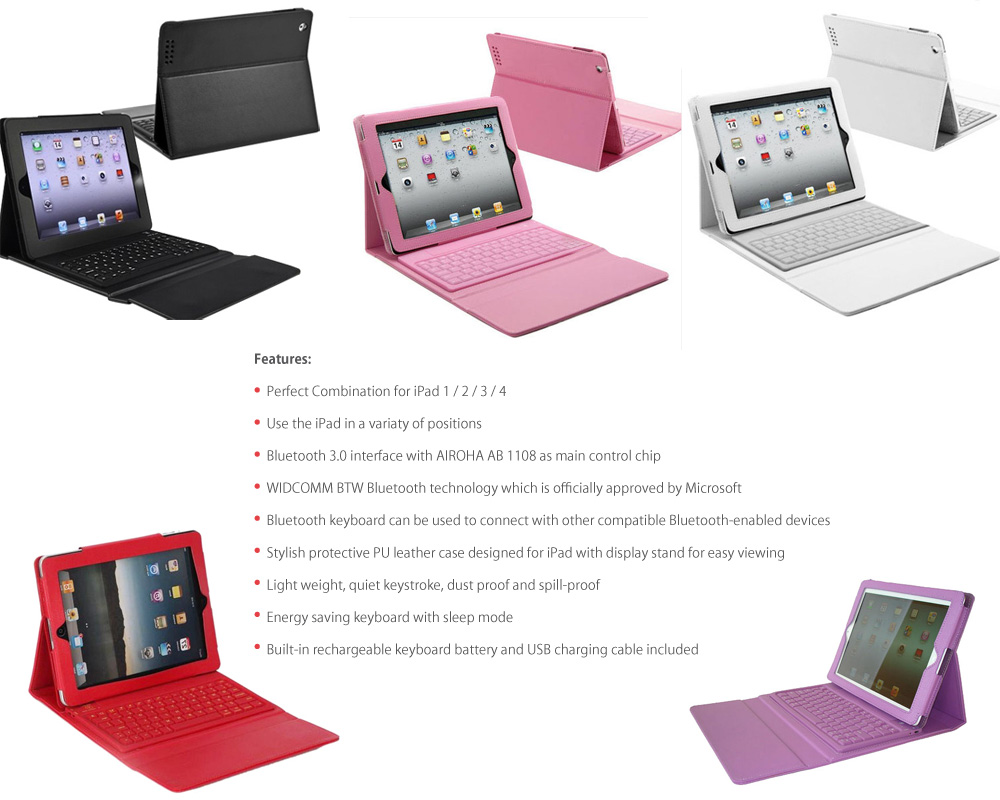 Features:
• Perfect Combination for iPad 1 / 2 / 3 / 4
• Use the iPad in a variaty of positions
• Bluetooth 3.0 interface with AIROHA AB 1108 as main control chip
• WIDCOMM BTW Bluetooth technology which is officially approved by Microsoft
• Bluetooth keyboard can be used to connect with other compatible Bluetooth-enabled devices
• Stylish protective PU leather case designed for iPad with display stand for easy viewing
• Light weight, quiet keystroke, dust proof and spill-proof
• Energy saving keyboard with sleep mode
• Built-in rechargeable keyboard battery and USB charging cable included